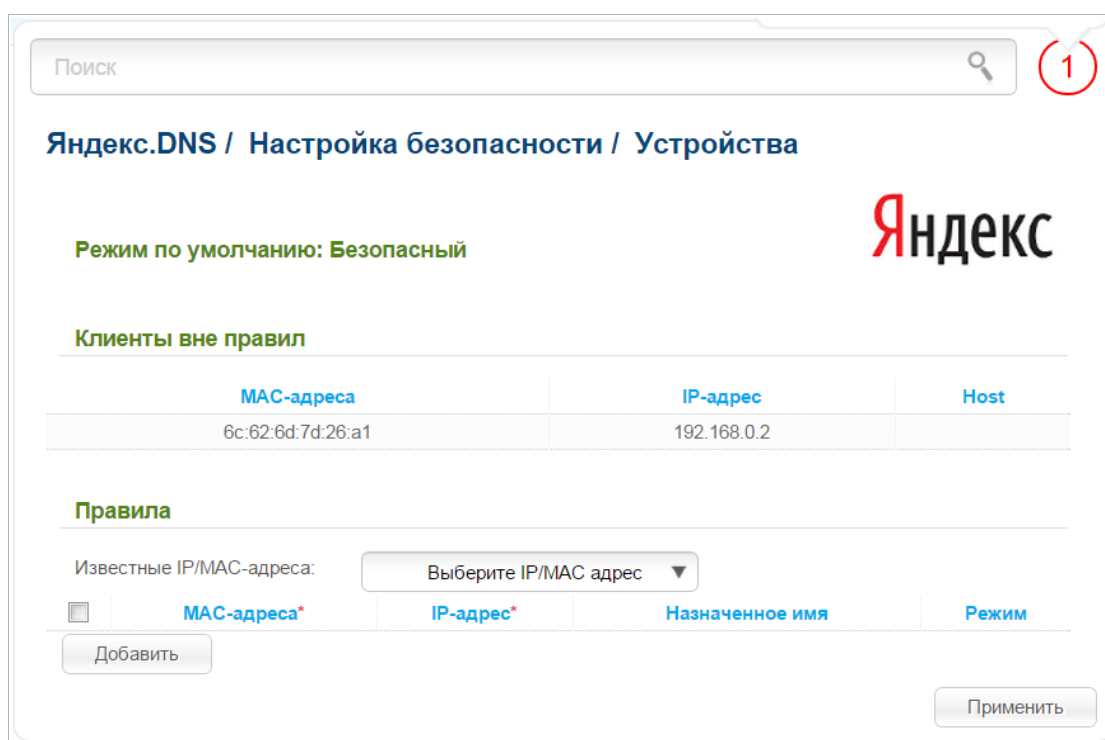 Поиск
1
Яндекс.DNS / Настройка безопасности / Устройства
Яндекс
Режим по умолчанию: Безопасный
Клиенты вне правил
MAC-адреса IP-адрес Host
6c:62:6d:7d:26:a1 192.168.0.2
Правила
Известные IP/MAC-адреса: Выберите IP/MAC адрес
MAC-адреса* IP-адрес* Назначенное имя Режим
Добавить
Применить